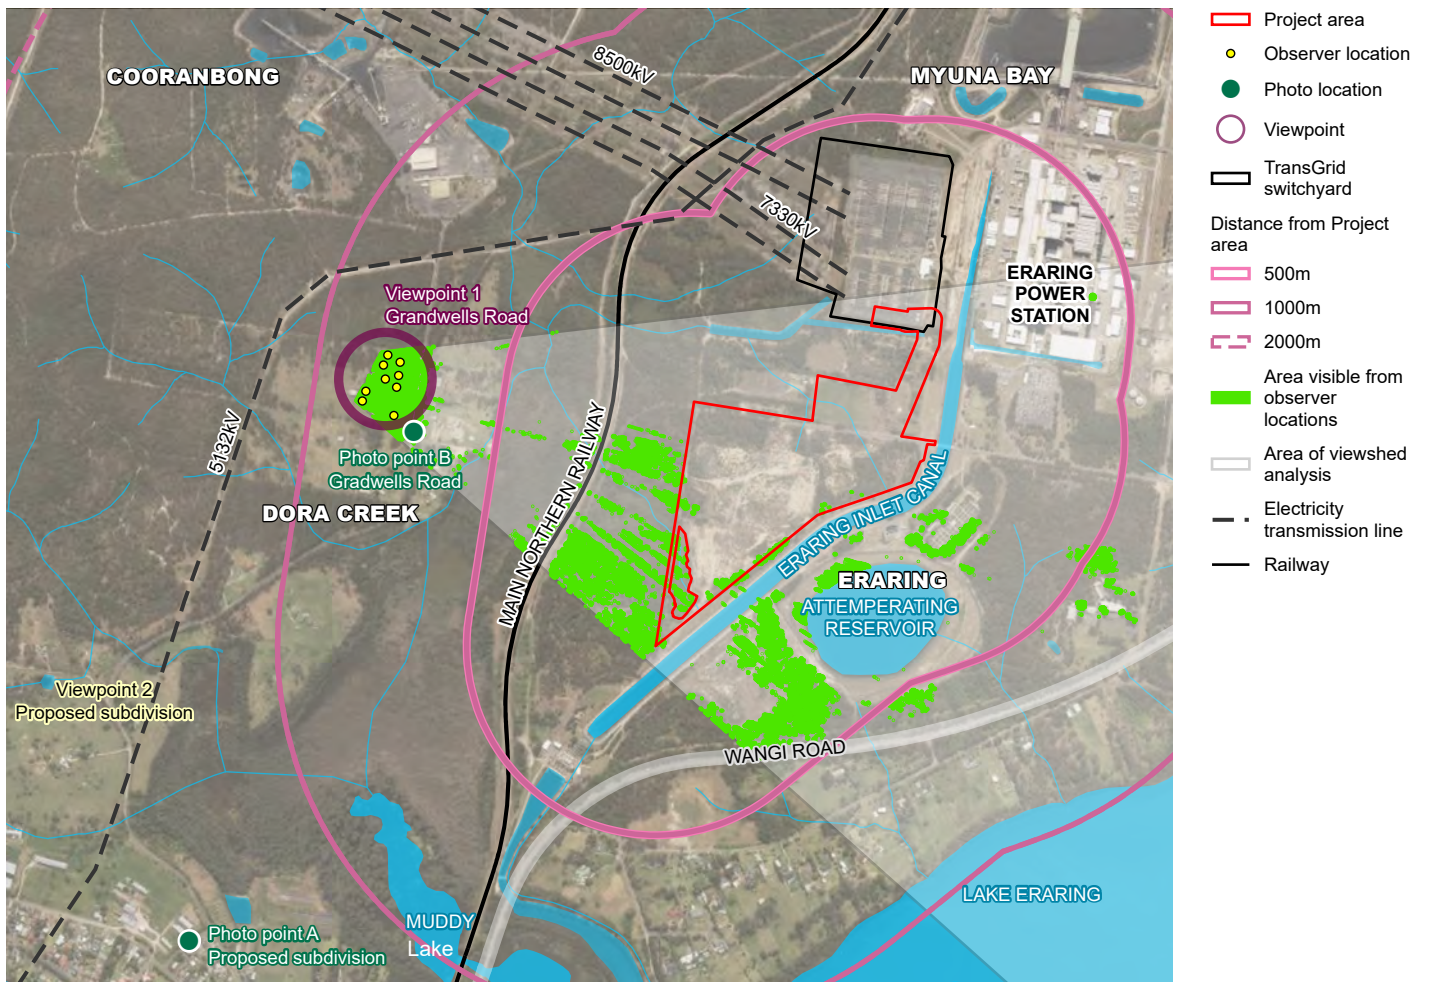 COORANBONG
8500kV
MYUNA BAY
7330kV
ERARING
POWER
STATION
Viewpoint 1
Grandwells Road
5132kV
Photo point B
Gradwells Road
DORA CREEK
MAIN NORTHERN RAILWAY
ERARING INLET CANAL
ERARING
ATTEMPERATING
RESERVOIR
Viewpoint 2
Proposed subdivision
WANGI ROAD
LAKE ERARING
MUDDY
Lake
Photo point A
Proposed subdivision
Project area
Observer location
Photo location
Viewpoint
TransGrid
switchyard
Distance from Project
area
500m
1000m
2000m
Area visible from
observer
locations
Area of viewshed
analysis
Electricity
transmission line
Railway